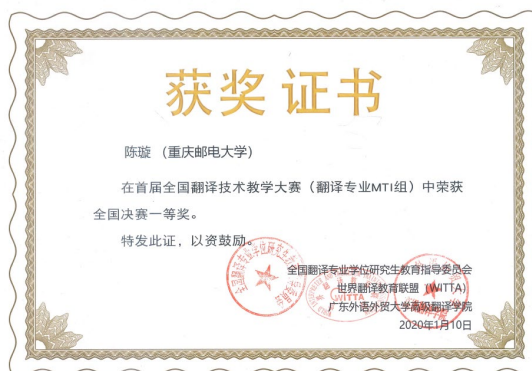 获奖证书
陈璇 （重庆邮电大学）
在首届全国翻译技术教学大赛（翻译专业MTI组）中荣获
全国决赛一等奖。
特发此证，以资鼓励。
全国翻译专业学位研究生教育指导委员会
世界翻译教育联盟（WITTA）
广东外语外贸大学高级翻译学院
2020年1月10日
WITTA